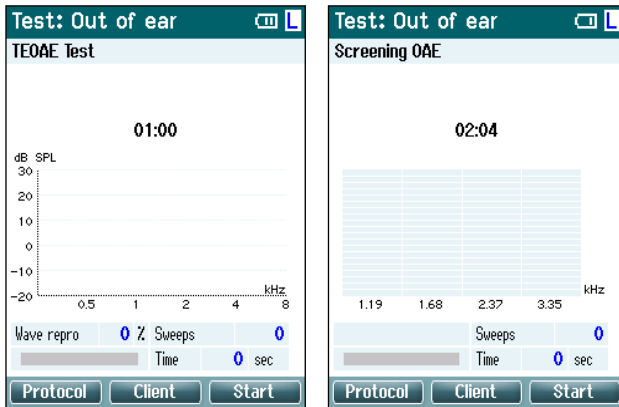 Test: Out of ear L
TEOAE Test
01:00
dB SPL
30
20
10
0
-10
-20
kHz
0.5 1 2 4 8
Wave repro 0 % Sweeps 0
Time 0 sec
Protocol Client Start
Test: Out of ear L
Screening OAE
02:04
kHz
1.19 1.68 2.37 3.35
Sweeps 0
Time 0 sec
Protocol Client Start